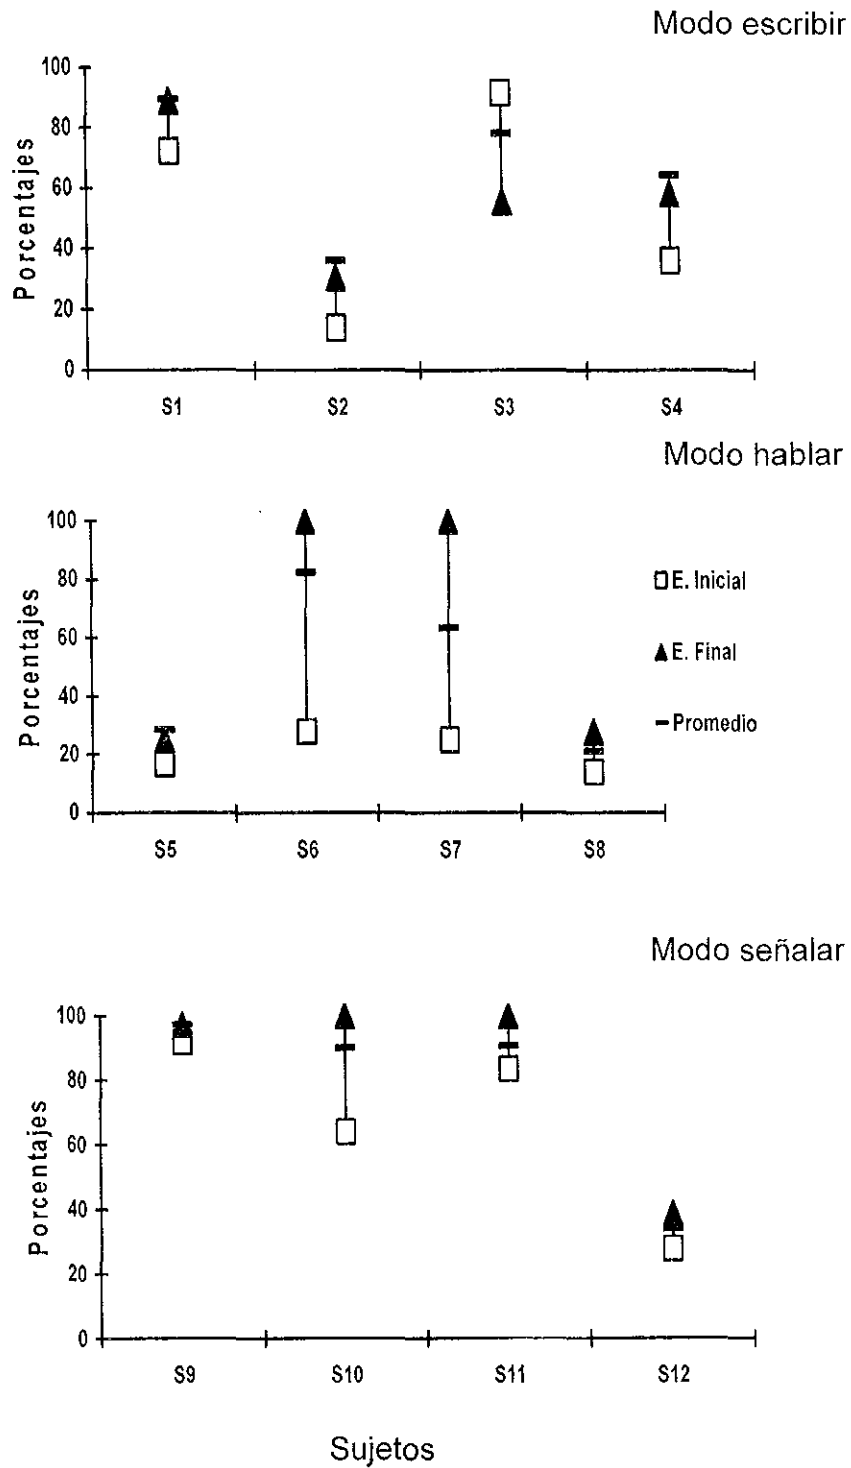 Modo escribir
Porcentajes
100
80
60
40
20
0
S1 S2 S3 S4
Modo hablar
Porcentajes
100
80
60
40
20
0
S5 S6 S7 S8
E. Inicial
E. Final
Promedio
Modo señalar
Porcentajes
100
80
60
40
20
0
S9 S10 S11 S12
Sujetos